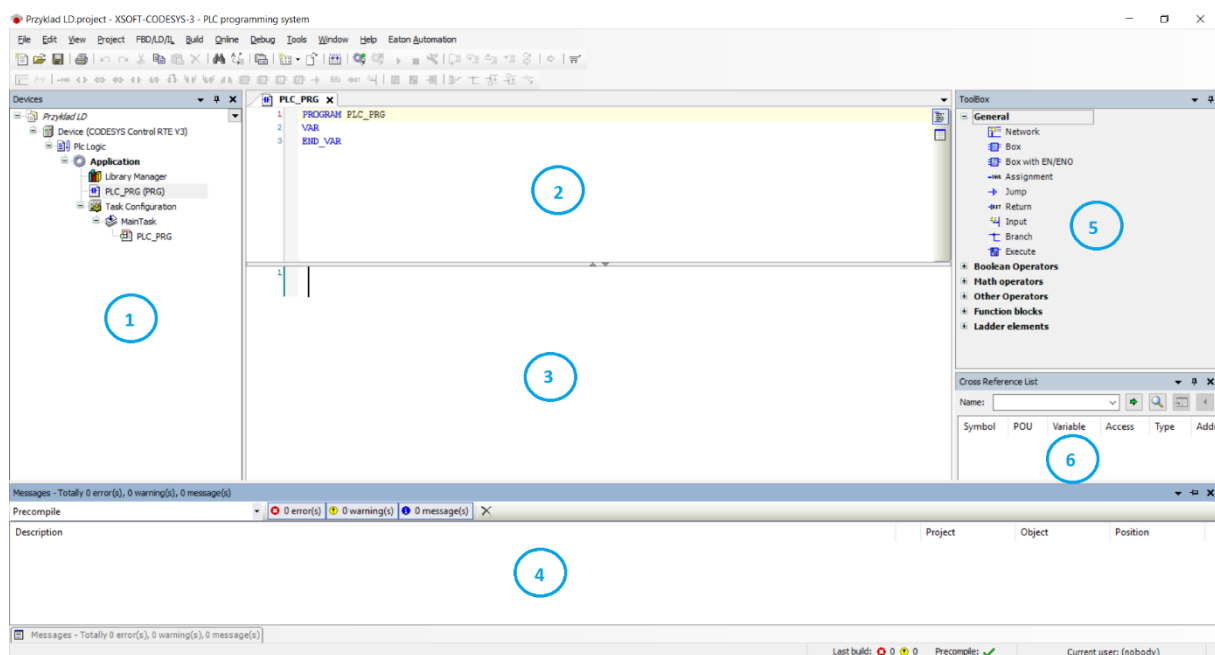 Przyklad LD.project - XSOFT-CODESYS-3 - PLC programming system
File Edit View Project FBD/LD/IL Build Online Debug Tools Window Help Eaton Automation
Devices
Przyklad LD
Device (CODESYS Control RTE V3)
Plc Logic
Application
Library Manager
PLC_PRG (PRG)
Task Configuration
MainTask
PLC_PRG
1
PLC_PRG
1 PROGRAM PLC_PRG
2 VAR
3 END_VAR
2
1
3
ToolBox
General
Network
Box
Box with EN/ENO
Assignment
Jump
Return
Input
Branch
Execute
Boolean Operators
Math operators
Other Operators
Function blocks
Ladder elements
5
Cross Reference List
Name:
Symbol POU Variable Access Type Addr
6
Messages - Totally 0 error(s), 0 warning(s), 0 message(s)
Precompile 0 error(s) 0 warning(s) 0 message(s)
Description Project Object Position
4
Messages - Totally 0 error(s), 0 warning(s), 0 message(s)
Last build: 0 0 Precompile: Current user: (nobody)